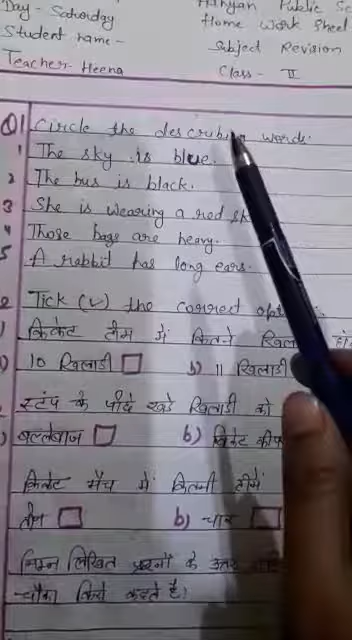 Day - Saturday
Student name -
Teacher - Heena
Public Sc
Home Work Sheet
Subject Revision
Class - II
Q1 Circle the describing words.
1 The sky is blue.
2 The bus is black.
3 She is wearing a red sk
4 Those bags are heavy.
5 A rabbit has long ears.
Tick (✓) the correct
क्रिकेट टीम में कितने
10 खिलाडी b) 11 खिलाडी
स्टंप के पीछे खडे खिलाडी को
बल्लेबाज b) विकेट कीप
क्रिकेट मैच में कितनी टीमें
तीन b) चार
निम्न लिखित प्रश्नों के उत्तर
चौका किसे कहते है।